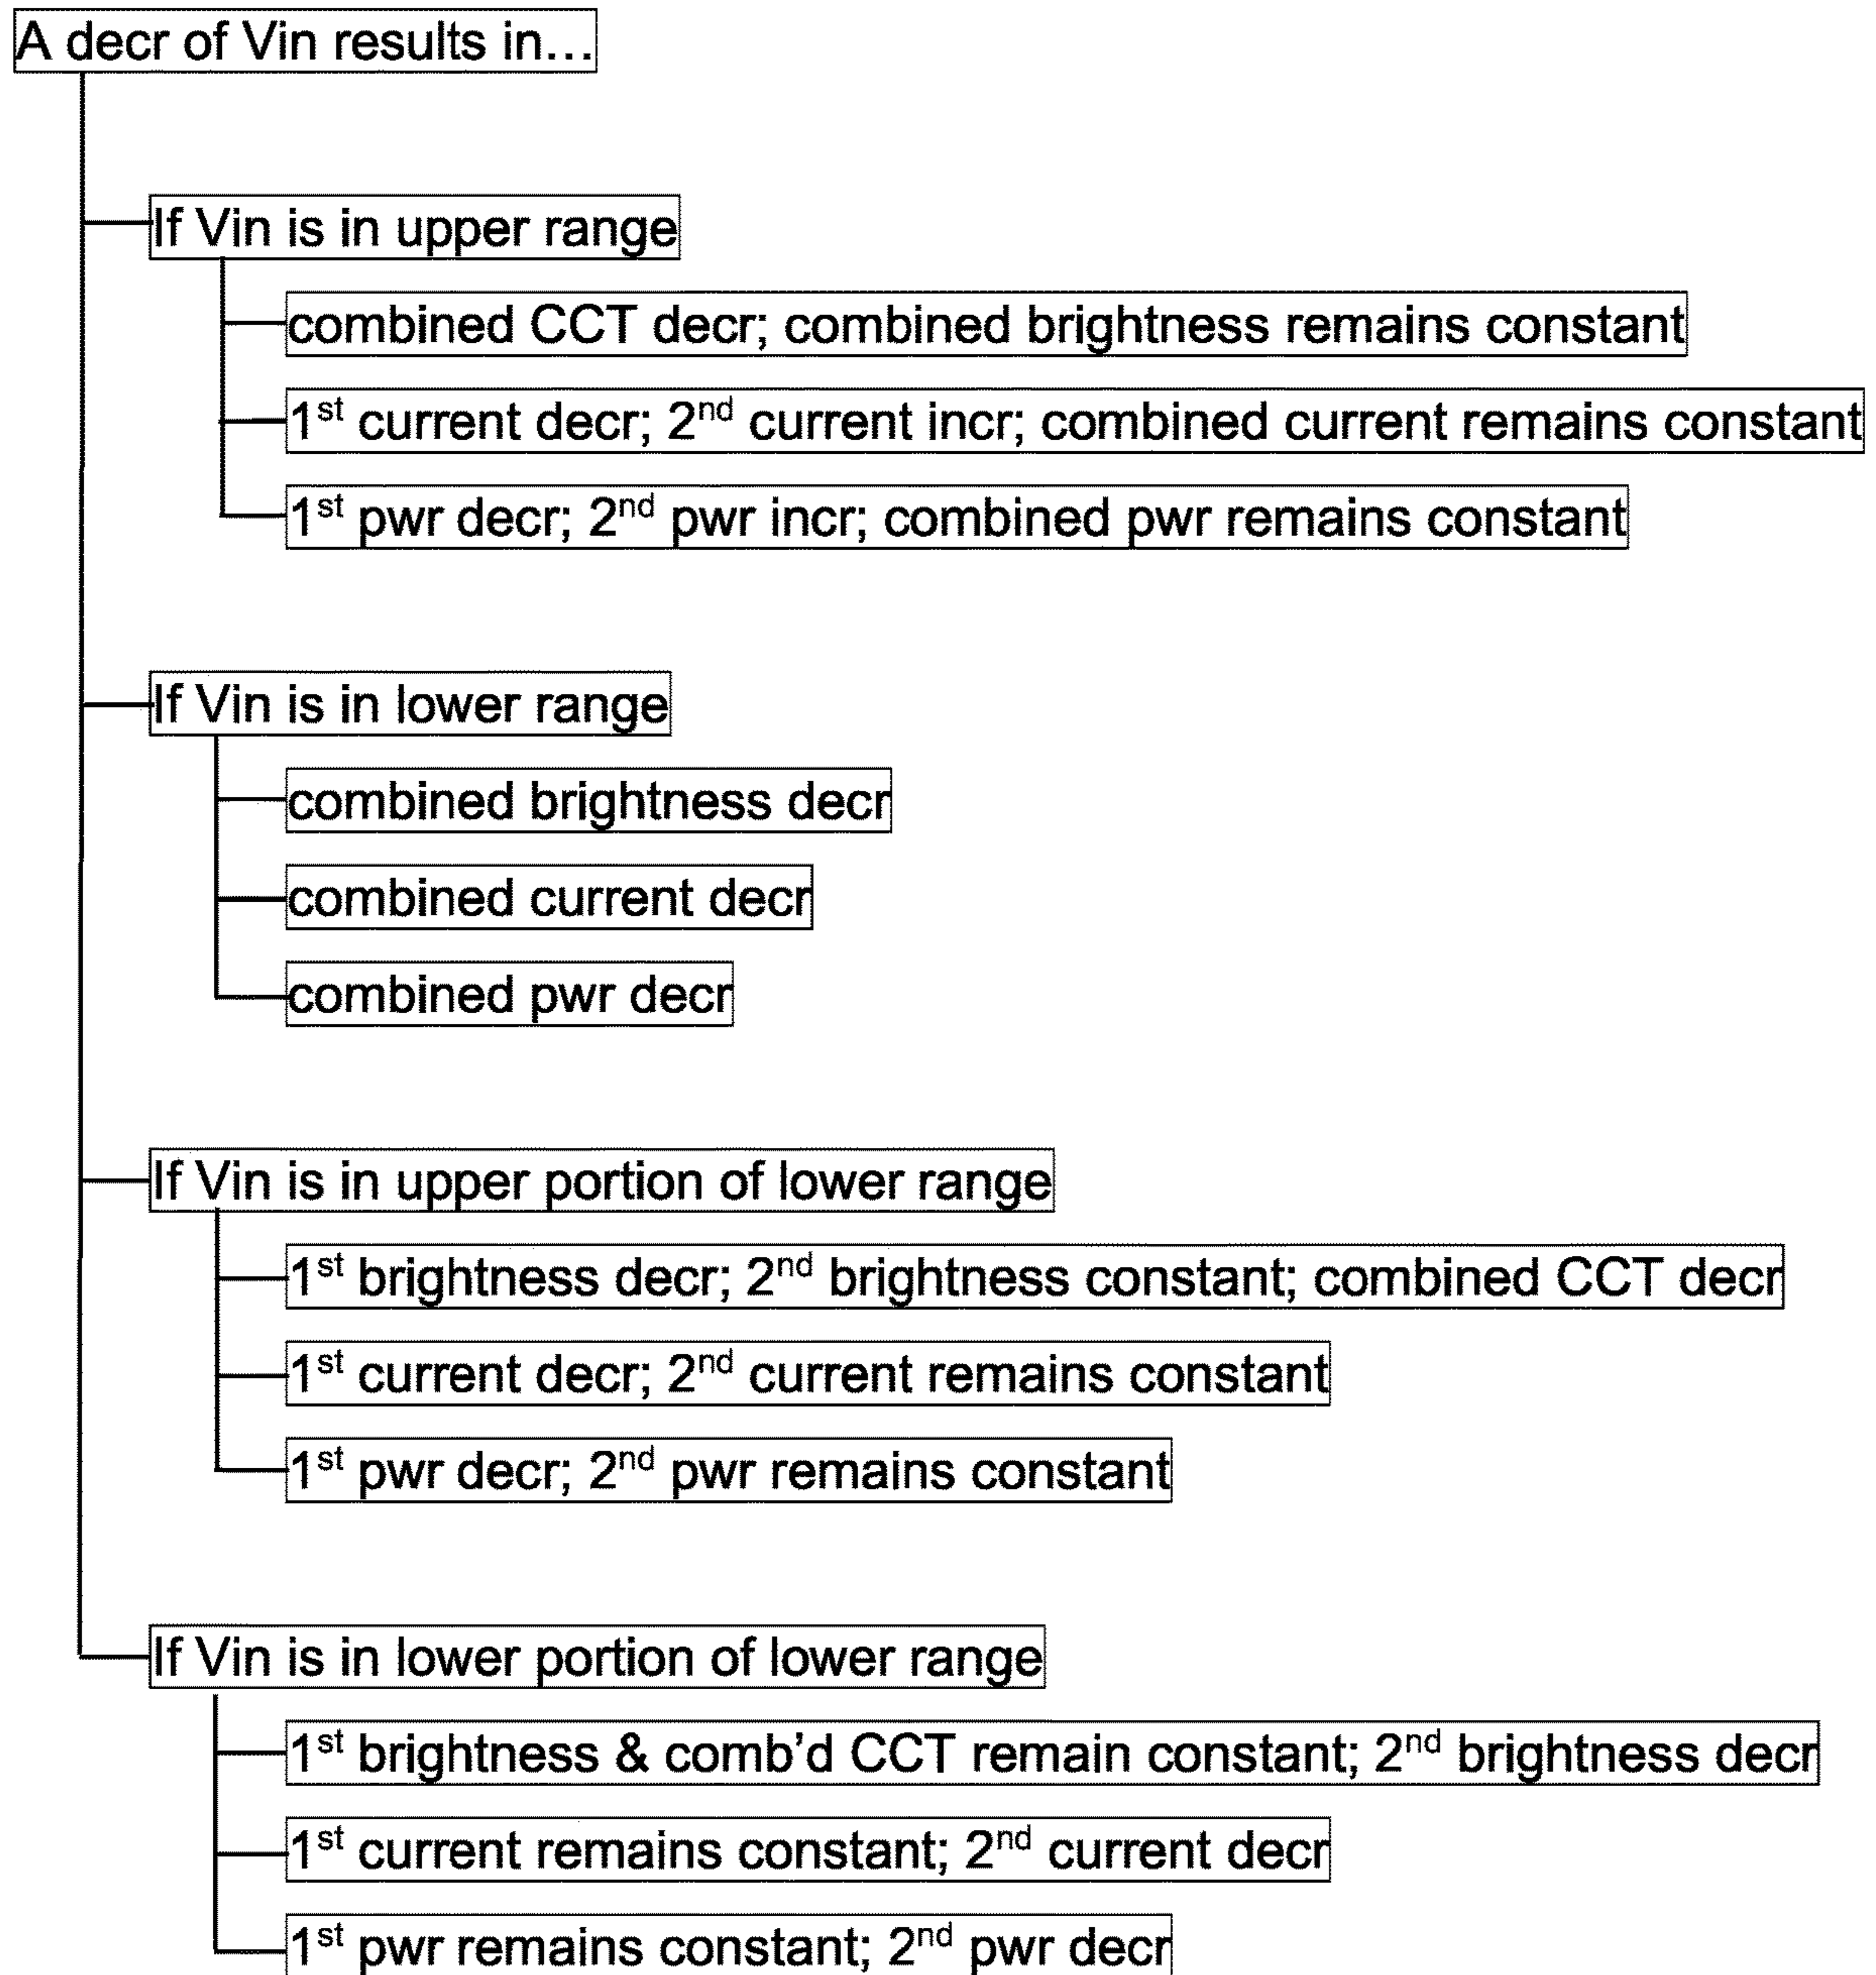 A decr of Vin results in...
If Vin is in upper range
combined CCT decr; combined brightness remains constant
1st current decr; 2nd current incr; combined current remains constant
1st pwr decr; 2nd pwr incr; combined pwr remains constant
If Vin is in lower range
combined brightness decr
combined current decr
combined pwr decr
If Vin is in upper portion of lower range
1st brightness decr; 2nd brightness constant; combined CCT decr
1st current decr; 2nd current remains constant
1st pwr decr; 2nd pwr remains constant
If Vin is in lower portion of lower range
1st brightness & comb’d CCT remain constant; 2nd brightness decr
1st current remains constant; 2nd current decr
1st pwr remains constant; 2nd pwr decr